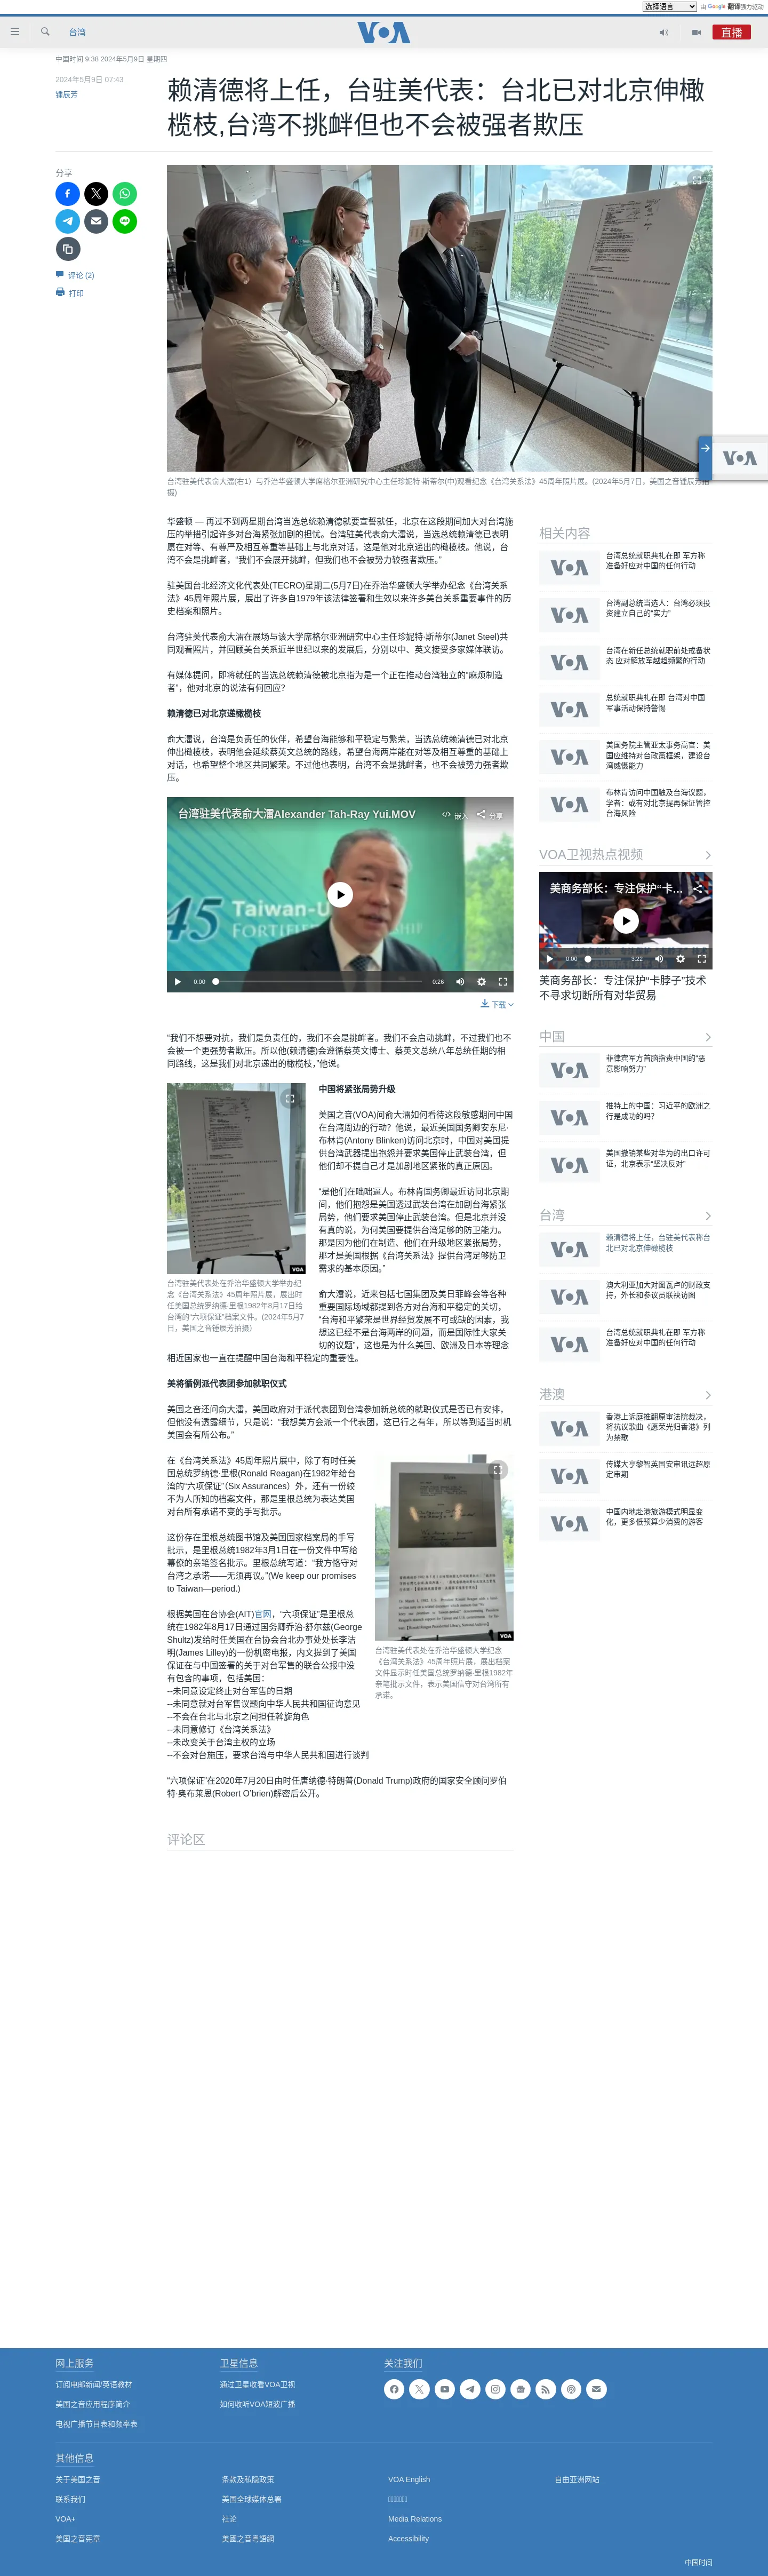 选择语言 由 Google 翻译强力驱动
台湾
VOA
直播
中国时间 9:38 2024年5月9日 星期四
2024年5月9日 07:43
锺辰芳
赖清德将上任，台驻美代表：台北已对北京伸橄
榄枝,台湾不挑衅但也不会被强者欺压
分享
评论 (2)
打印
VOA
台湾驻美代表俞大㵢(右1）与乔治华盛顿大学席格尔亚洲研究中心主任珍妮特·斯蒂尔(中)观看纪念《台湾关系法》45周年照片展。(2024年5月7日，美国之音锺辰芳拍
摄)
华盛顿 — 再过不到两星期台湾当选总统赖清德就要宣誓就任，北京在这段期间加大对台湾施
压的举措引起许多对台海紧张加剧的担忧。台湾驻美代表俞大㵢说，当选总统赖清德已表明
愿在对等、有尊严及相互尊重等基础上与北京对话，这是他对北京递出的橄榄枝。他说，台
湾不会是挑衅者，“我们不会展开挑衅，但我们也不会被势力强者欺压。”
驻美国台北经济文化代表处(TECRO)星期二(5月7日)在乔治华盛顿大学举办纪念《台湾关系
法》45周年照片展，展出了许多自1979年该法律签署和生效以来许多美台关系重要事件的历
史档案和照片。
台湾驻美代表俞大㵢在展场与该大学席格尔亚洲研究中心主任珍妮特·斯蒂尔(Janet Steel)共
同观看照片，并回顾美台关系近半世纪以来的发展后，分别以中、英文接受多家媒体联访。
有媒体提问，即将就任的当选总统赖清德被北京指为是一个正在推动台湾独立的“麻烦制造
者”，他对北京的说法有何回应？
赖清德已对北京递橄榄枝
俞大㵢说，台湾是负责任的伙伴，希望台海能够和平稳定与繁荣，当选总统赖清德已对北京
伸出橄榄枝，表明他会延续蔡英文总统的路线，希望台海两岸能在对等及相互尊重的基础上
对话，也希望整个地区共同繁荣。不过他也表明，台湾不会是挑衅者，也不会被势力强者欺
压。
台湾驻美代表俞大㵢Alexander Tah-Ray Yui.MOV
嵌入 分享
45
Taiwan-U
FORTIFIED
0:00 0:26
下载
“我们不想要对抗，我们是负责任的，我们不会是挑衅者。我们不会启动挑衅，不过我们也不
会被一个更强势者欺压。所以他(赖清德)会遵循蔡英文博士、蔡英文总统八年总统任期的相
同路线，这是我们对北京递出的橄榄枝，”他说。
VOA
台湾驻美代表处在乔治华盛顿大学举办纪
念《台湾关系法》45周年照片展，展出时
任美国总统罗纳德·里根1982年8月17日给
台湾的“六项保证”档案文件。(2024年5月7
日，美国之音锺辰芳拍摄）
中国将紧张局势升级
美国之音(VOA)问俞大㵢如何看待这段敏感期间中国
在台湾周边的行动？他说，最近美国国务卿安东尼·
布林肯(Antony Blinken)访问北京时，中国对美国提
供台湾武器提出抱怨并要求美国停止武装台湾，但
他们却不提自己才是加剧地区紧张的真正原因。
“是他们在咄咄逼人。布林肯国务卿最近访问北京期
间，他们抱怨是美国透过武装台湾在加剧台海紧张
局势，他们要求美国停止武装台湾。但是北京并没
有真的说，为何美国要提供台湾足够的防卫能力。
那是因为他们在制造、他们在升级地区紧张局势，
那才是美国根据《台湾关系法》提供台湾足够防卫
需求的基本原因。”
俞大㵢说，近来包括七国集团及美日菲峰会等各种
重要国际场域都提到各方对台海和平稳定的关切，
“台海和平繁荣是世界经贸发展不可或缺的因素，我
想这已经不是台海两岸的问题，而是国际性大家关
切的议题”，这也是为什么美国、欧洲及日本等理念
相近国家也一直在提醒中国台海和平稳定的重要性。
美将循例派代表团参加就职仪式
美国之音还问俞大㵢，美国政府对于派代表团到台湾参加新总统的就职仪式是否已有安排，
但他没有透露细节，只是说：“我想美方会派一个代表团，这已行之有年，所以等到适当时机
美国会有所公布。”
在《台湾关系法》45周年照片展中，除了有时任美
国总统罗纳德·里根(Ronald Reagan)在1982年给台
湾的“六项保证”（Six Assurances）外，还有一份较
不为人所知的档案文件，那是里根总统为表达美国
对台所有承诺不变的手写批示。
这份存在里根总统图书馆及美国国家档案局的手写
批示，是里根总统1982年3月1日在一份文件中写给
幕僚的亲笔签名批示。里根总统写道：“我方恪守对
台湾之承诺——无须再议。”(We keep our promises
to Taiwan—period.)
VOA
台湾驻美代表处在乔治华盛顿大学纪念
《台湾关系法》45周年照片展，展出档案
文件显示时任美国总统罗纳德·里根1982年
亲笔批示文件，表示美国信守对台湾所有
承诺。
根据美国在台协会(AIT)官网，“六项保证”是里根总
统在1982年8月17日通过国务卿乔治·舒尔兹(George
Shultz)发给时任美国在台协会台北办事处处长李洁
明(James Lilley)的一份机密电报，内文提到了美国
保证在与中国签署的关于对台军售的联合公报中没
有包含的事项，包括美国：
--未同意设定终止对台军售的日期
--未同意就对台军售议题向中华人民共和国征询意见
--不会在台北与北京之间担任斡旋角色
--未同意修订《台湾关系法》
--未改变关于台湾主权的立场
--不会对台施压，要求台湾与中华人民共和国进行谈判
“六项保证”在2020年7月20日由时任唐纳德·特朗普(Donald Trump)政府的国家安全顾问罗伯
特·奥布莱恩(Robert O'brien)解密后公开。
评论区
相关内容
台湾总统就职典礼在即 军方称
准备好应对中国的任何行动
台湾副总统当选人：台湾必须投
资建立自己的“实力”
台湾在新任总统就职前处戒备状
态 应对解放军越趋频繁的行动
总统就职典礼在即 台湾对中国
军事活动保持警惕
美国务院主管亚太事务高官：美
国应维持对台政策框架，建设台
湾威慑能力
布林肯访问中国触及台海议题，
学者：或有对北京提再保证管控
台海风险
VOA卫视热点视频
美商务部长：专注保护“卡…
0:00 3:22
美商务部长：专注保护“卡脖子”技术
不寻求切断所有对华贸易
中国
菲律宾军方首脑指责中国的“恶
意影响努力”
推特上的中国：习近平的欧洲之
行是成功的吗？
美国撤销某些对华为的出口许可
证，北京表示“坚决反对”
台湾
赖清德将上任，台驻美代表称台
北已对北京伸橄榄枝
澳大利亚加大对图瓦卢的财政支
持，外长和参议员联袂访图
台湾总统就职典礼在即 军方称
准备好应对中国的任何行动
港澳
香港上诉庭推翻原审法院裁决，
将抗议歌曲《愿荣光归香港》列
为禁歌
传媒大亨黎智英国安审讯远超原
定审期
中国内地赴港旅游模式明显变
化，更多低预算少消费的游客
网上服务
订阅电邮新闻/英语教材
美国之音应用程序简介
电视广播节目表和频率表
卫星信息
通过卫星收看VOA卫视
如何收听VOA短波广播
关注我们
其他信息
关于美国之音
联系我们
VOA+
美国之音宪章
条款及私隐政策
美国全球媒体总署
社论
美國之音粵語網
VOA English
Media Relations
Accessibility
自由亚洲网站
中国时间